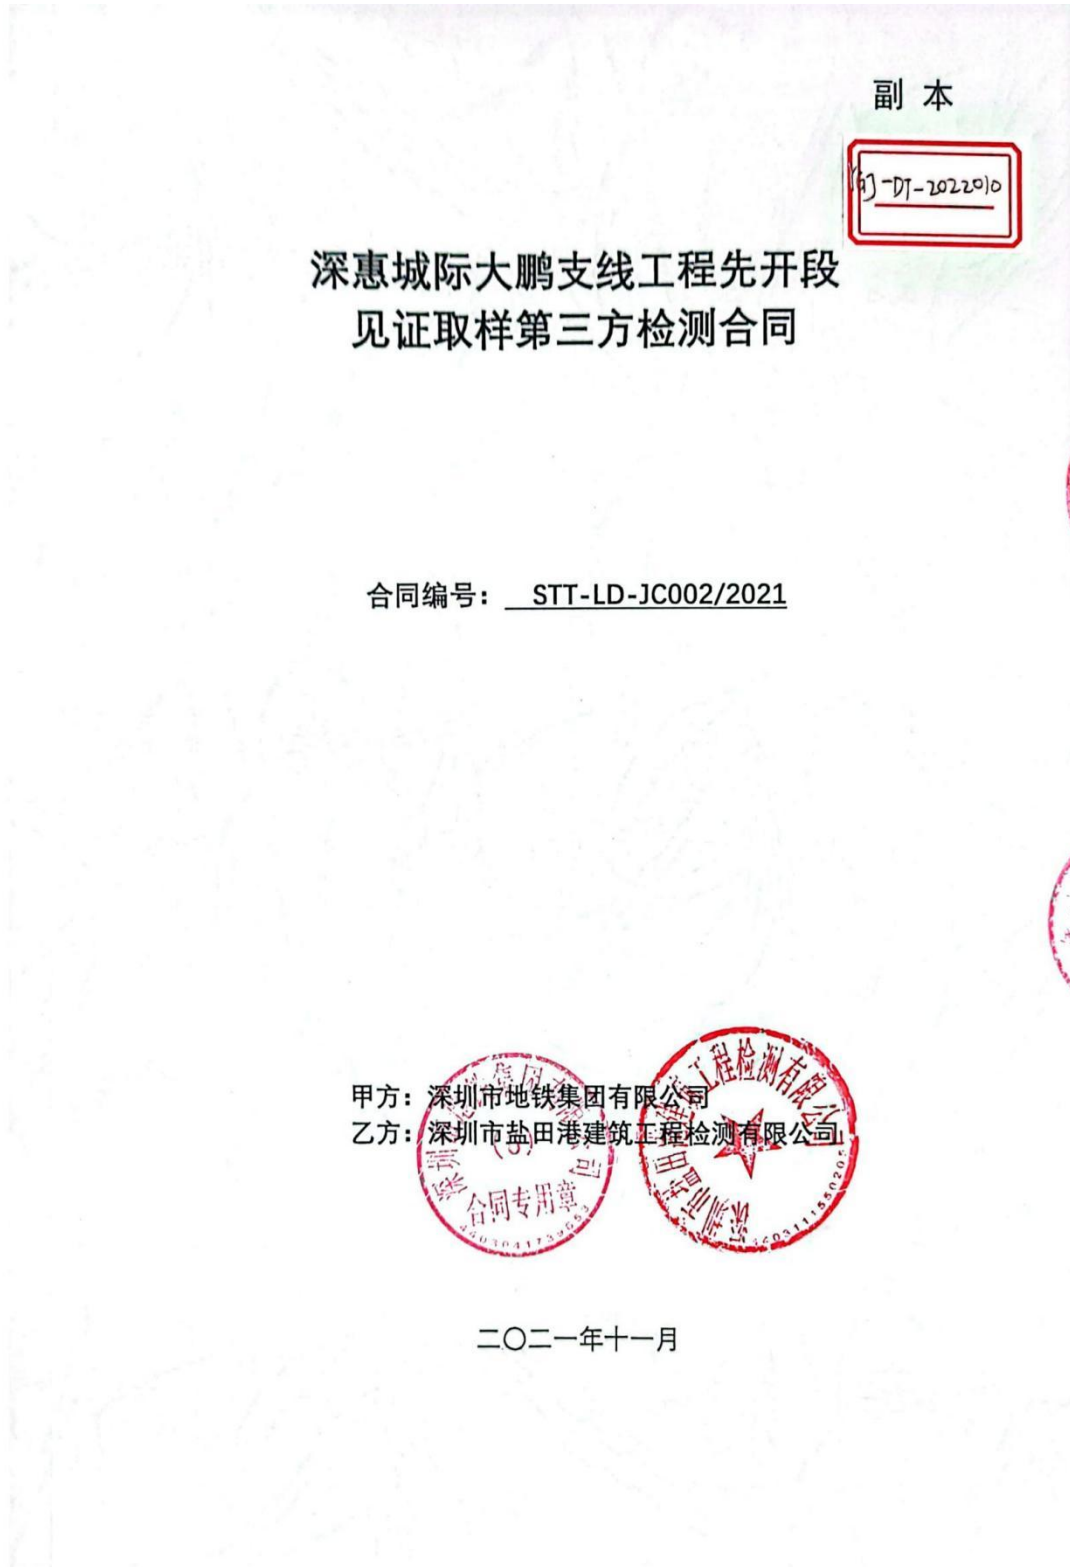 副 本
-DT-2022010
深惠城际大鹏支线工程先开段
见证取样第三方检测合同
合同编号： STT-LD-JC002/2021
甲方：深圳市地铁集团有限公司
乙方：深圳市盐田港建筑工程检测有限公司
合同专用章
二〇二一年十一月